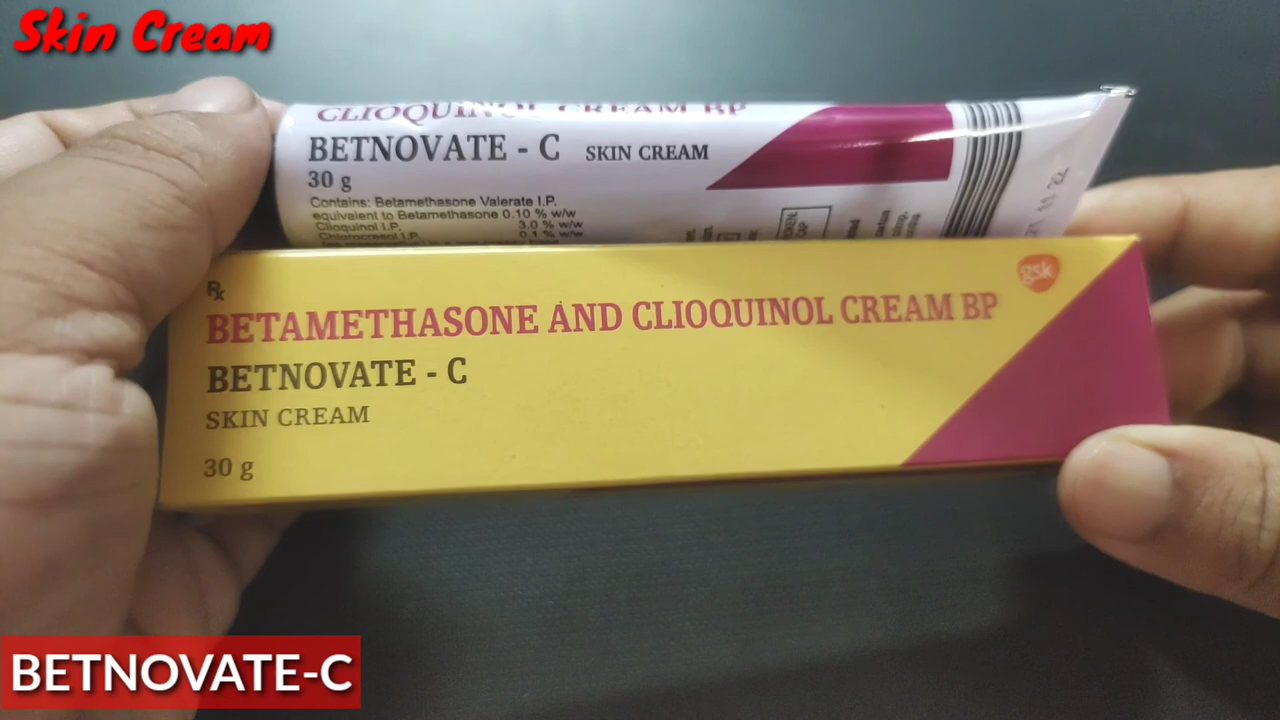 Skin Cream
CLIOQUINOL CREAM BP
BETNOVATE - C SKIN CREAM
30 g
Contains: Betamethasone Valerate I.P.
equivalent to Betamethasone 0.10 % w/w
Clioquinol I.P. 3.0 % w/w
Chlorocresol I.P. 0.1 % w/w
Rx
gsk
BETAMETHASONE AND CLIOQUINOL CREAM BP
BETNOVATE - C
SKIN CREAM
30 g
BETNOVATE-C